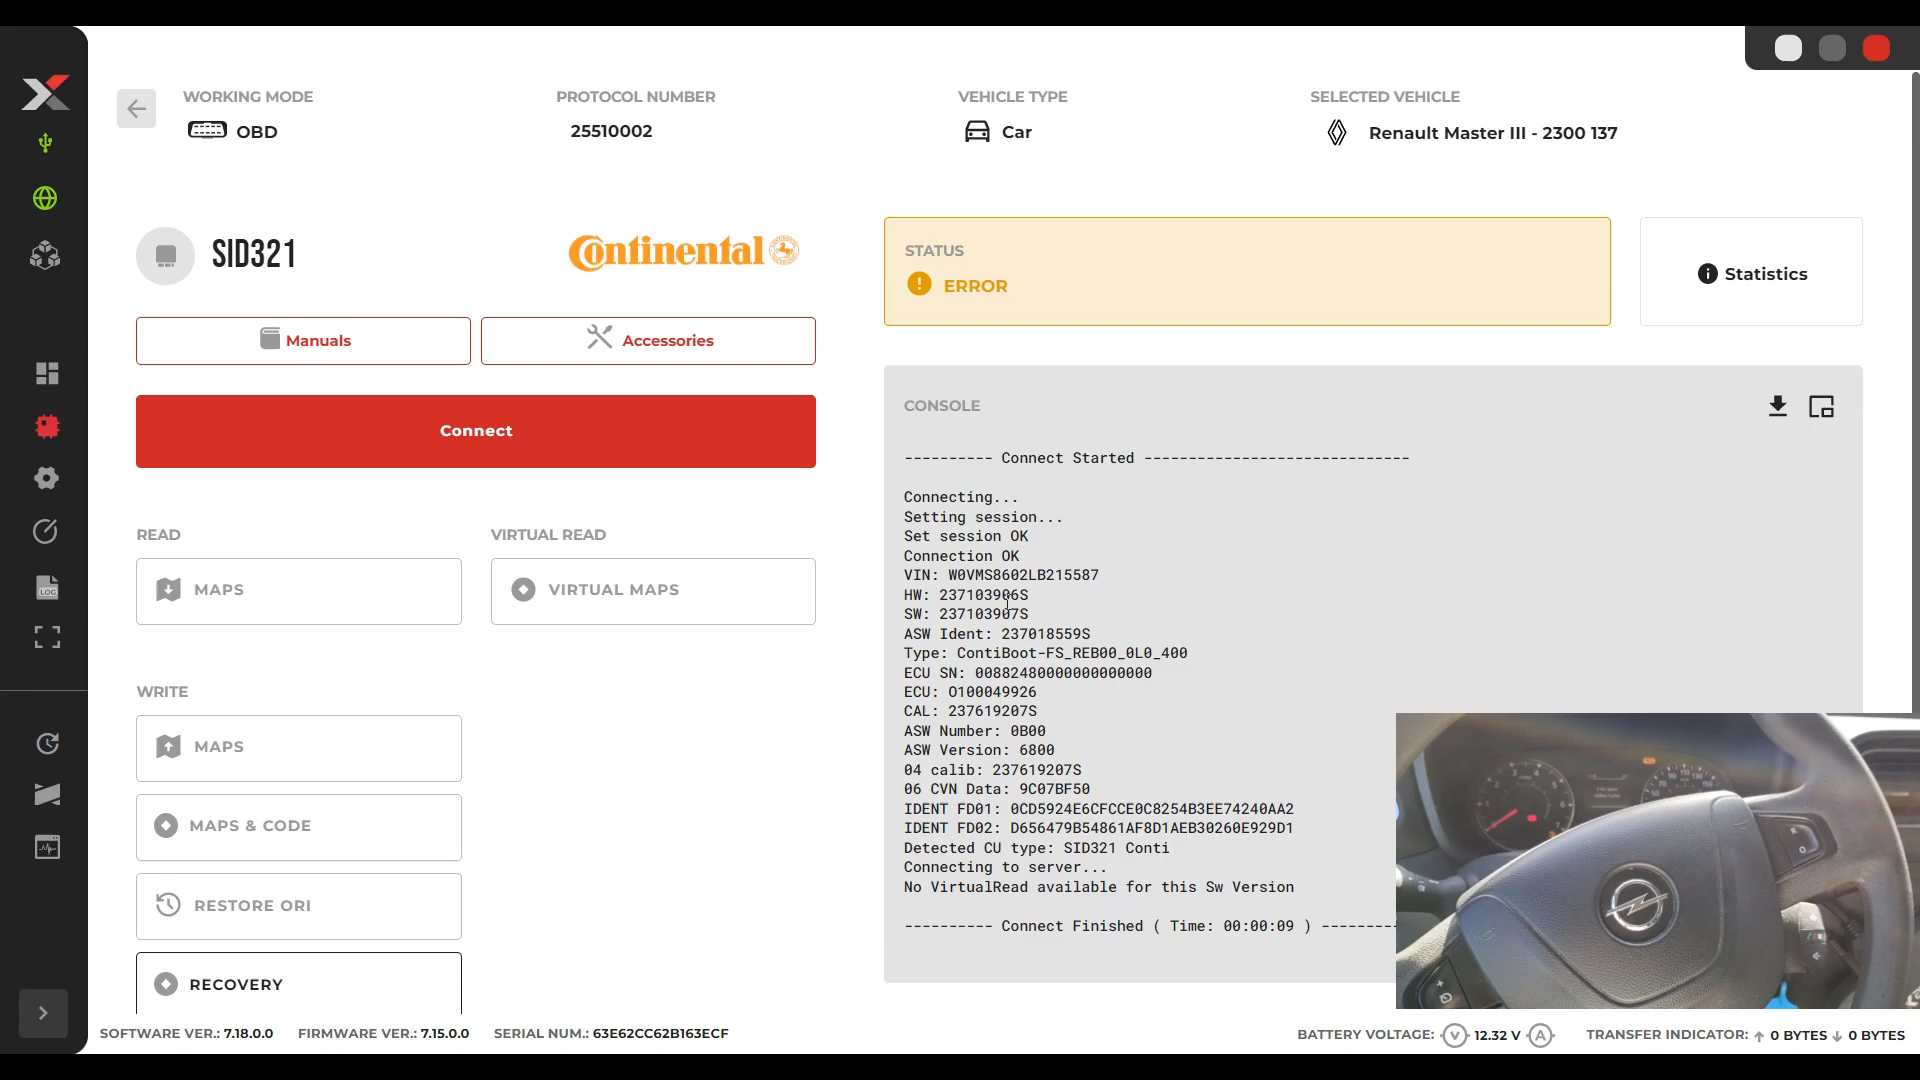 WORKING MODE
OBD
PROTOCOL NUMBER
25510002
VEHICLE TYPE
Car
SELECTED VEHICLE
Renault Master III - 2300 137
SID321
Continental
Manuals
Accessories
Connect
READ
MAPS
VIRTUAL READ
VIRTUAL MAPS
WRITE
MAPS
MAPS & CODE
RESTORE ORI
RECOVERY
STATUS
ERROR
Statistics
CONSOLE
---------- Connect Started ------------------------------
Connecting...
Setting session...
Set session OK
Connection OK
VIN: W0VMS8602LB215587
HW: 237103906S
SW: 237103907S
ASW Ident: 237018559S
Type: ContiBoot-FS_REB00_0L0_400
ECU SN: 00882480000000000000
ECU: O100049926
CAL: 237619207S
ASW Number: 0B00
ASW Version: 6800
04 calib: 237619207S
06 CVN Data: 9C07BF50
IDENT FD01: 0CD5924E6CFCCE0C8254B3EE74240AA2
IDENT FD02: D656479B54861AF8D1AEB30260E929D1
Detected CU type: SID321 Conti
Connecting to server...
No VirtualRead available for this Sw Version
---------- Connect Finished ( Time: 00:00:09 ) ---------
LOG
SOFTWARE VER.: 7.18.0.0
FIRMWARE VER.: 7.15.0.0
SERIAL NUM.: 63E62CC62B163ECF
BATTERY VOLTAGE: V 12.32 V A
TRANSFER INDICATOR: 0 BYTES 0 BYTES